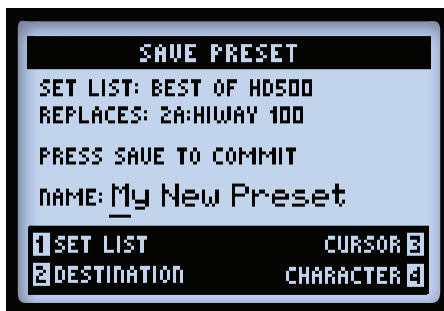 SAVE PRESET
SET LIST: BEST OF HD500
REPLACES: 2A:HIWAY 100
PRESS SAVE TO COMMIT
NAME: My New Preset
1 SET LIST CURSOR 3
2 DESTINATION CHARACTER 4